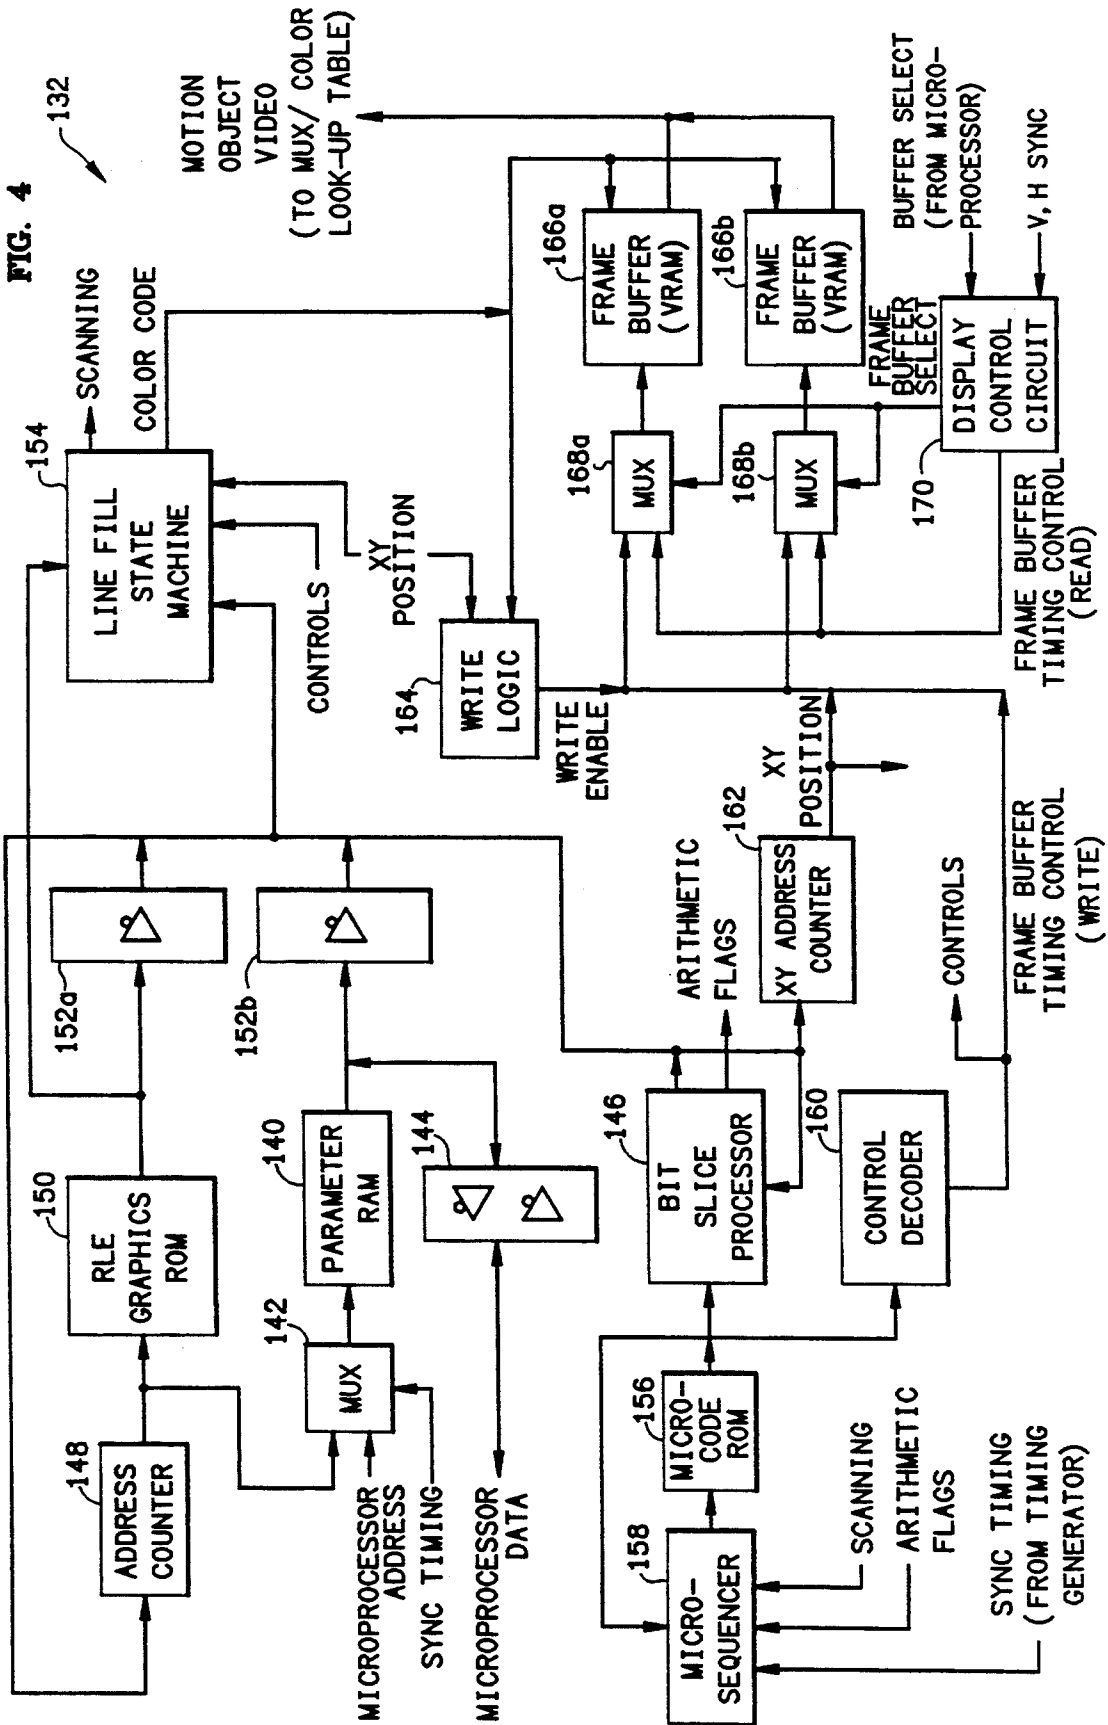 FIG. 4
132
MOTION
OBJECT
VIDEO
(TO MUX/ COLOR
LOOK-UP TABLE)
SCANNING
COLOR CODE
154
LINE FILL
STATE
MACHINE
CONTROLS
XY
POSITION
152a
152b
150
RLE
GRAPHICS
ROM
148
ADDRESS
COUNTER
140
PARAMETER
RAM
142
MUX
MICROPROCESSOR
ADDRESS
SYNC TIMING
144
MICROPROCESSOR
DATA
164
WRITE
LOGIC
WRITE
ENABLE
166a
FRAME
BUFFER
(VRAM)
166b
FRAME
BUFFER
(VRAM)
168a
MUX
168b
MUX
FRAME
BUFFER
SELECT
BUFFER SELECT
(FROM MICRO-
PROCESSOR)
V,H SYNC
170
DISPLAY
CONTROL
CIRCUIT
FRAME BUFFER
TIMING CONTROL
(READ)
146
BIT
SLICE
PROCESSOR
ARITHMETIC
FLAGS
162
XY ADDRESS
COUNTER
XY
POSITION
160
CONTROL
DECODER
CONTROLS
FRAME BUFFER
TIMING CONTROL
(WRITE)
156
MICRO-
CODE
ROM
158
MICRO-
SEQUENCER
SCANNING
ARITHMETIC
FLAGS
SYNC TIMING
(FROM TIMING
GENERATOR)